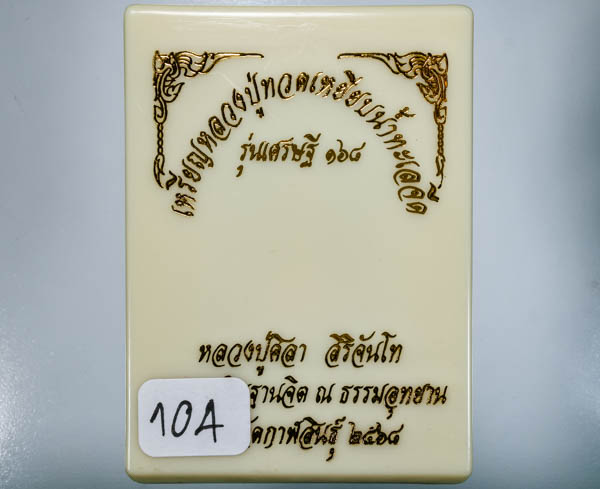 เหรียญหลวงปู่ทวดเหยียบน้ำทะเลจืด
รุ่นเศรษฐี ๑๖๘
หลวงปู่ศิลา สิริจันโท
ฐานจิต ณ ธรรมอุทยาน
กาฬสินธุ์ ๒๕๖๘
10A